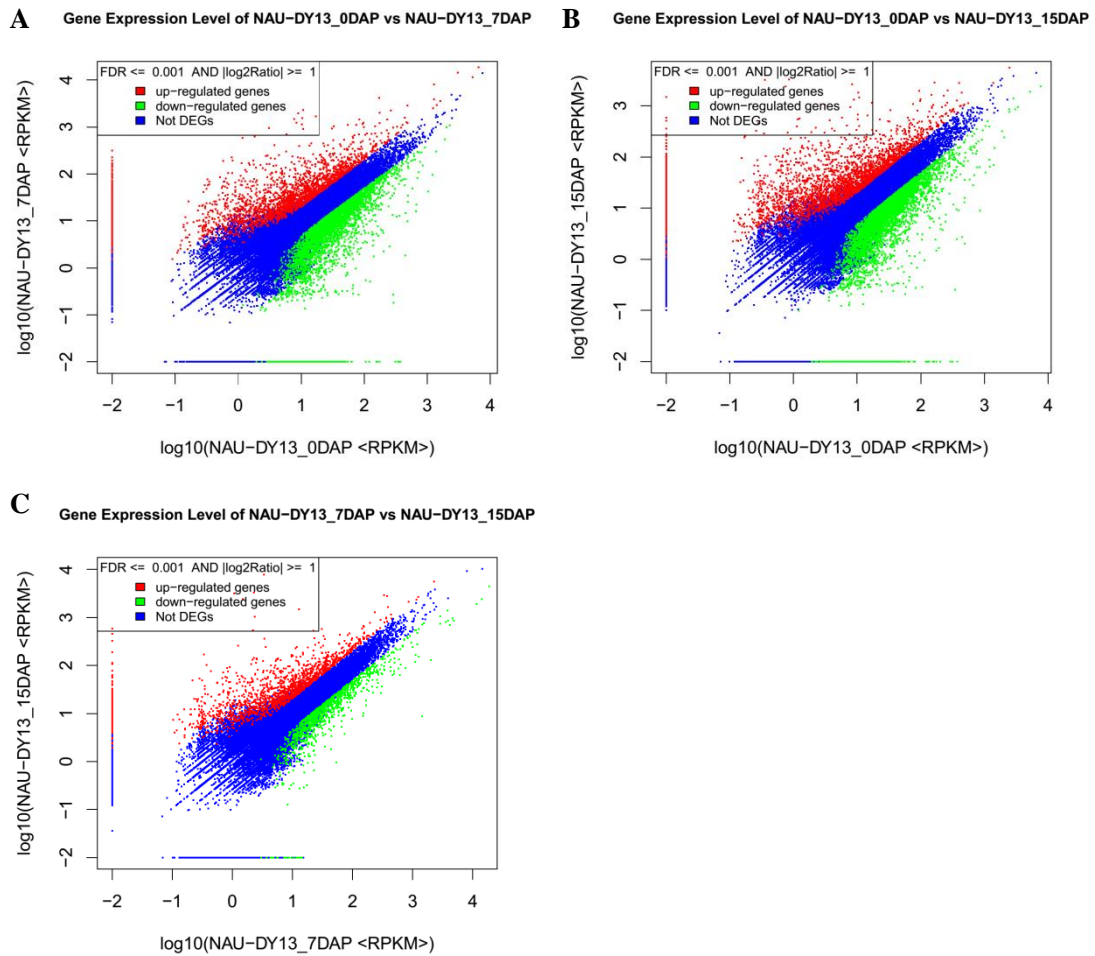 A
Gene Expression Level of NAU−DY13_0DAP vs NAU−DY13_7DAP
FDR <= 0.001 AND |log2Ratio| >= 1
up−regulated genes
down−regulated genes
Not DEGs
log10(NAU−DY13_7DAP <RPKM>)
4
3
2
1
0
−1
−2
−2 −1 0 1 2 3 4
log10(NAU−DY13_0DAP <RPKM>)
B
Gene Expression Level of NAU−DY13_0DAP vs NAU−DY13_15DAP
FDR <= 0.001 AND |log2Ratio| >= 1
up−regulated genes
down−regulated genes
Not DEGs
log10(NAU−DY13_15DAP <RPKM>)
3
2
1
0
−1
−2
−2 −1 0 1 2 3 4
log10(NAU−DY13_0DAP <RPKM>)
C
Gene Expression Level of NAU−DY13_7DAP vs NAU−DY13_15DAP
FDR <= 0.001 AND |log2Ratio| >= 1
up−regulated genes
down−regulated genes
Not DEGs
log10(NAU−DY13_15DAP <RPKM>)
4
3
2
1
0
−1
−2
−2 −1 0 1 2 3 4
log10(NAU−DY13_7DAP <RPKM>)